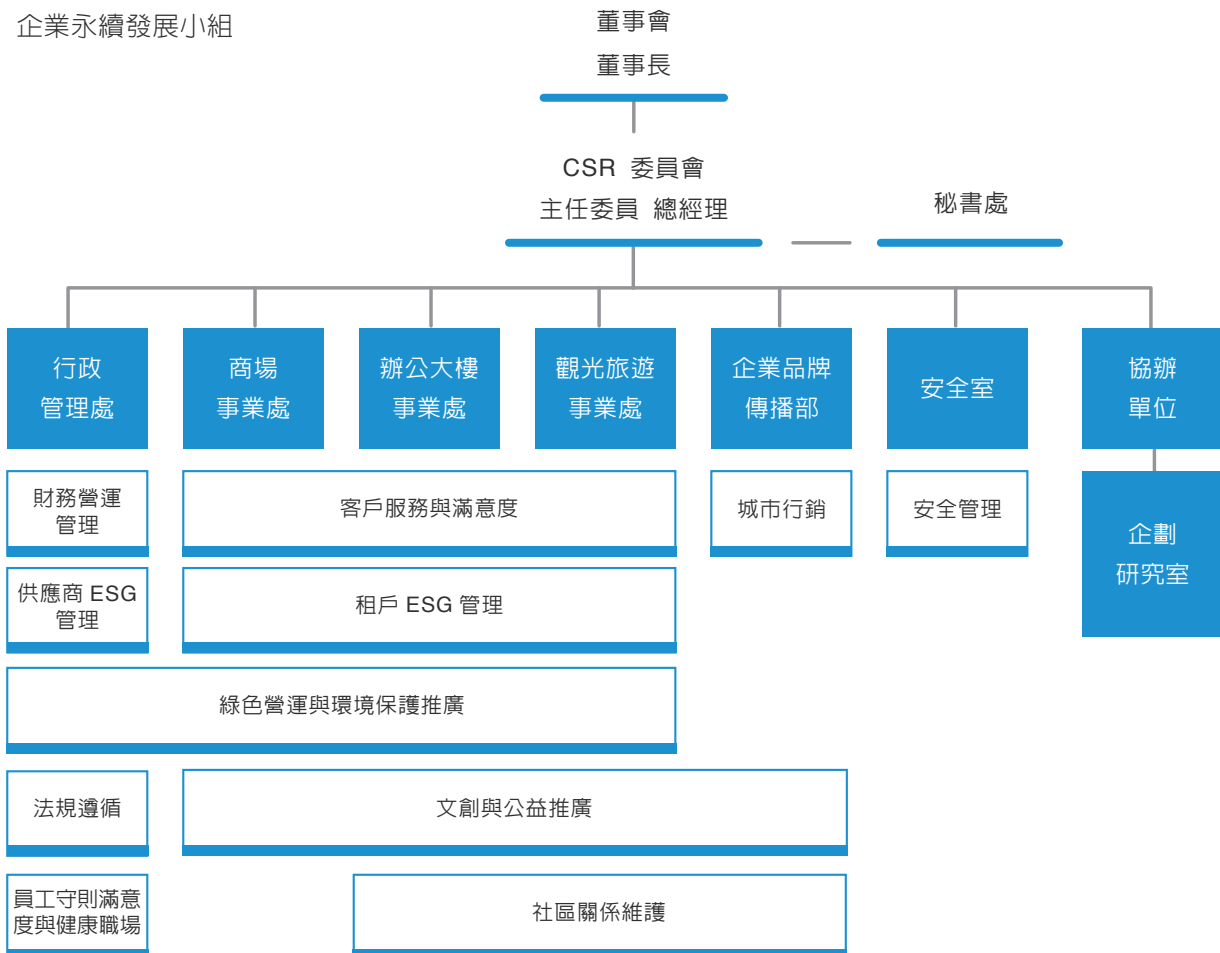 企業永續發展小組
董事會
董事長
CSR 委員會
主任委員 總經理
秘書處
行政
管理處
商場
事業處
辦公大樓
事業處
觀光旅遊
事業處
企業品牌
傳播部
安全室
協辦
單位
財務營運
管理
客戶服務與滿意度
城市行銷
安全管理
企劃
研究室
供應商 ESG
管理
租戶 ESG 管理
綠色營運與環境保護推廣
法規遵循
文創與公益推廣
員工守則滿意
度與健康職場
社區關係維護